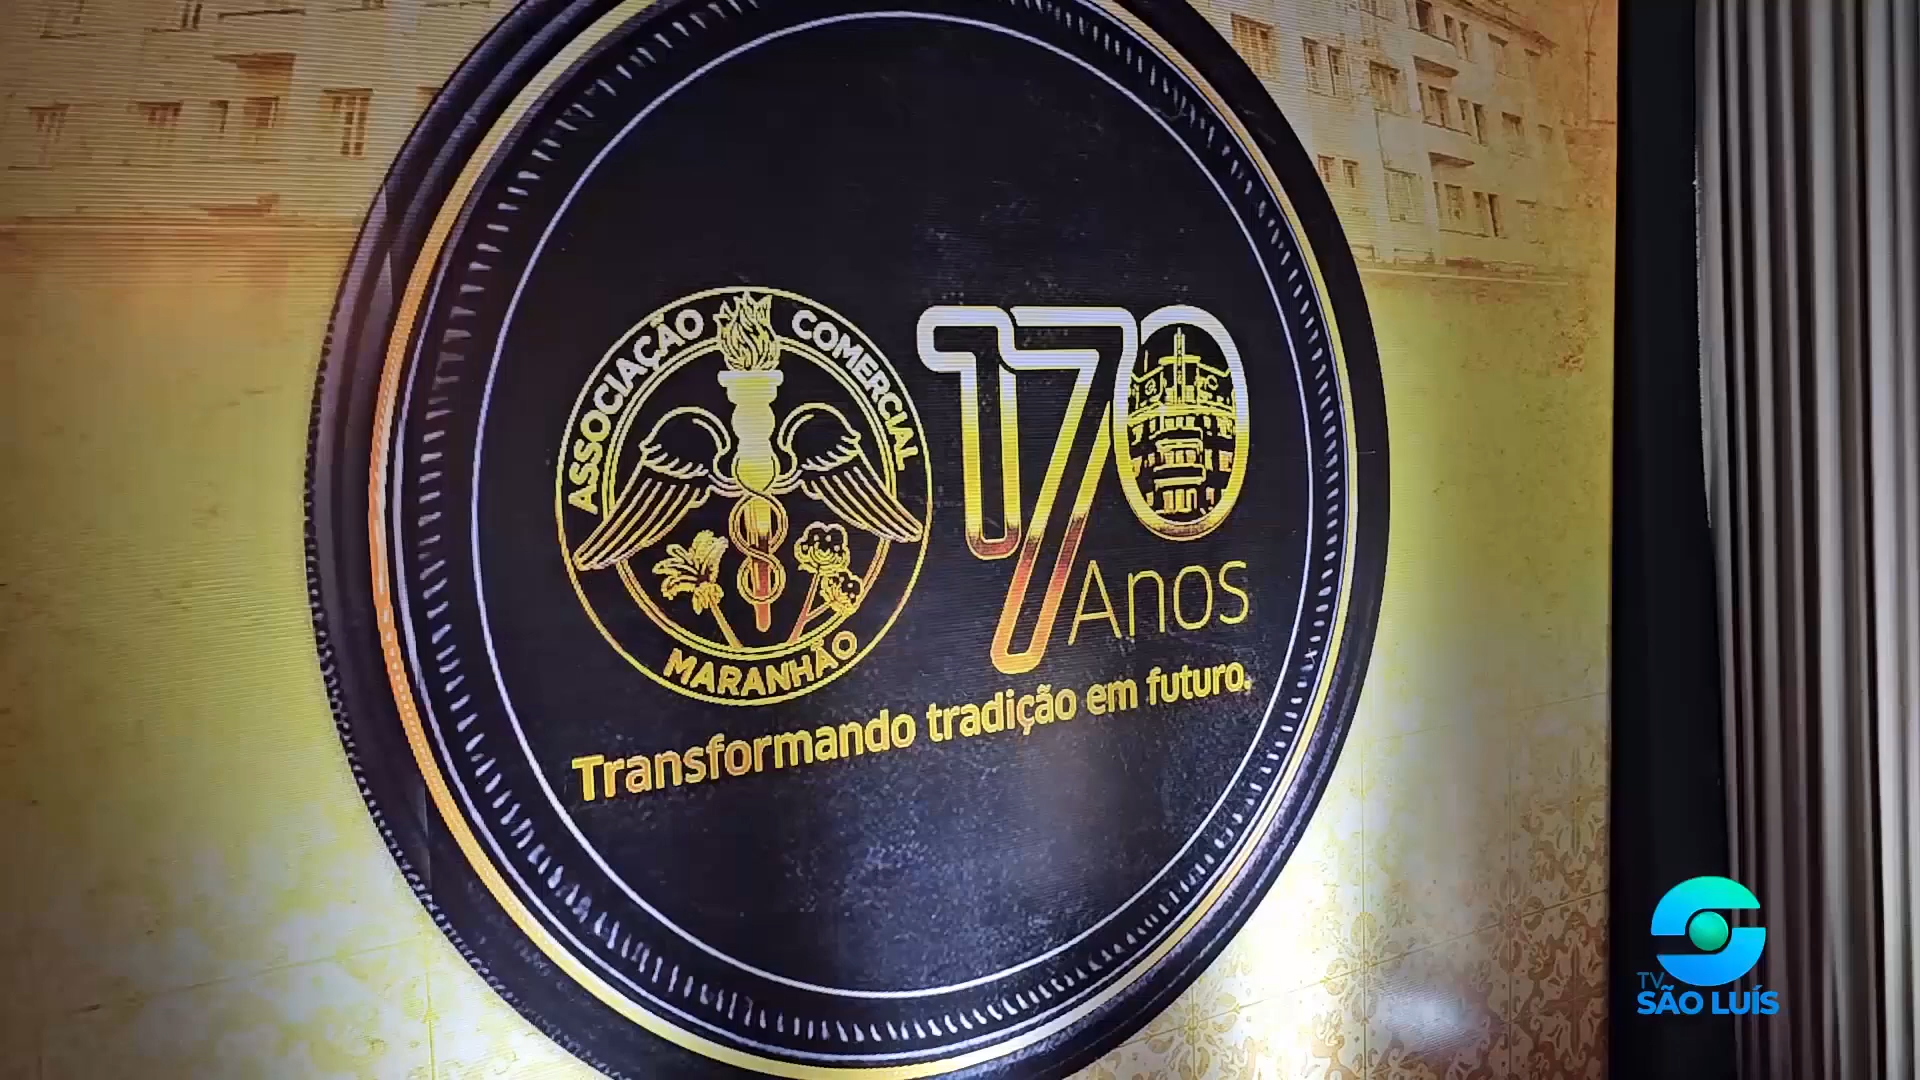 ASSOCIAÇÃO COMERCIAL
MARANHÃO
170
Anos
Transformando tradição em futuro.
TV
SÃO LUÍS